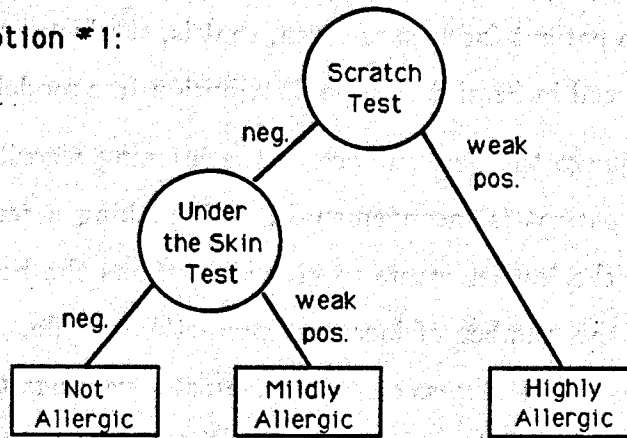 tion #1:
Scratch
Test
neg.
weak
pos.
Under
the Skin
Test
neg.
weak
pos.
Not
Allergic
Mildly
Allergic
Highly
Allergic